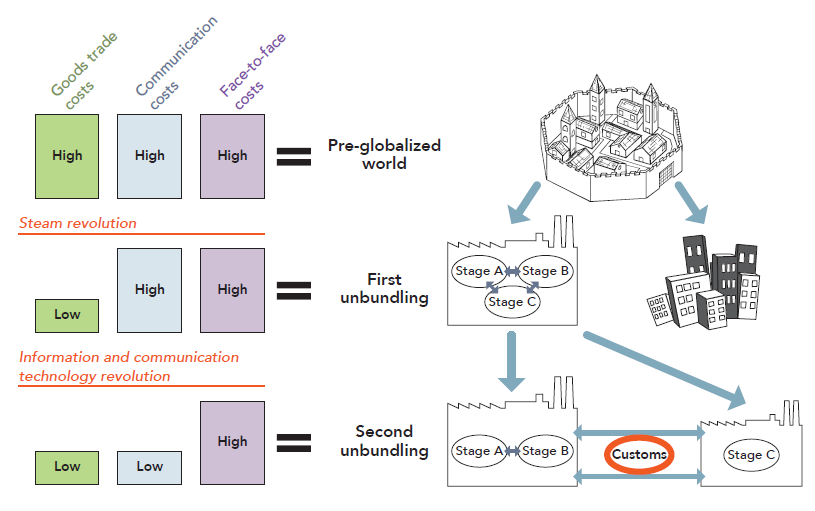 Goods trade
costs
Communication
costs
Face-to-face
costs
High
High
High
Pre-globalized
world
Steam revolution
Low
High
High
First
unbundling
Stage A
Stage B
Stage C
Information and communication
technology revolution
Low
Low
High
Second
unbundling
Stage A
Stage B
Customs
Stage C